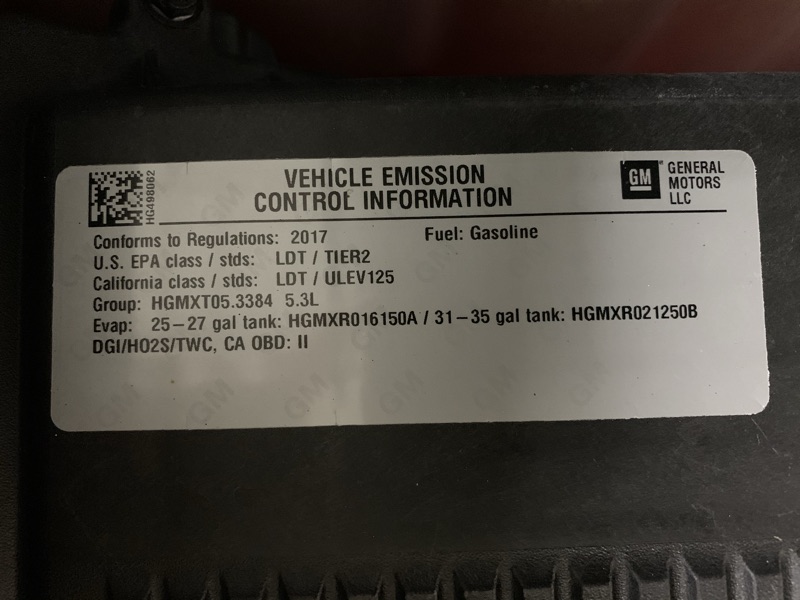 HG498062
VEHICLE EMISSION
CONTROL INFORMATION
GM
GENERAL
MOTORS
LLC
Conforms to Regulations: 2017 Fuel: Gasoline
U.S. EPA class / stds: LDT / TIER2
California class / stds: LDT / ULEV125
Group: HGMXT05.3384 5.3L
Evap: 25-27 gal tank: HGMXR016150A / 31-35 gal tank: HGMXR021250B
DGI/HO2S/TWC, CA OBD: II